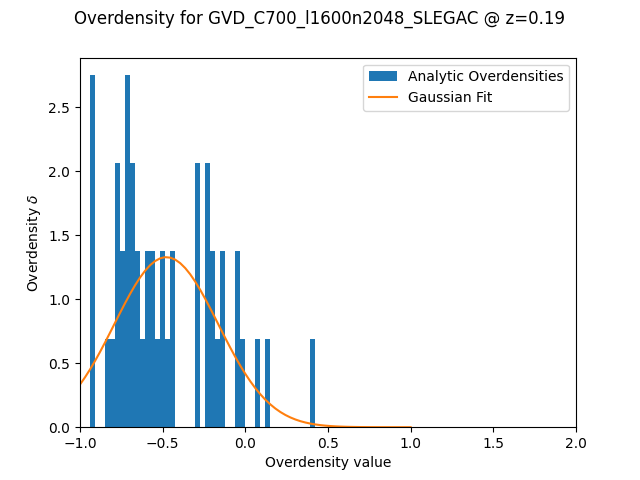 Overdensity for GVD_C700_l1600n2048_SLEGAC @ z=0.19
Analytic Overdensities
Gaussian Fit
Overdensity δ
2.5
2.0
1.5
1.0
0.5
0.0
−1.0 −0.5 0.0 0.5 1.0 1.5 2.0
Overdensity value